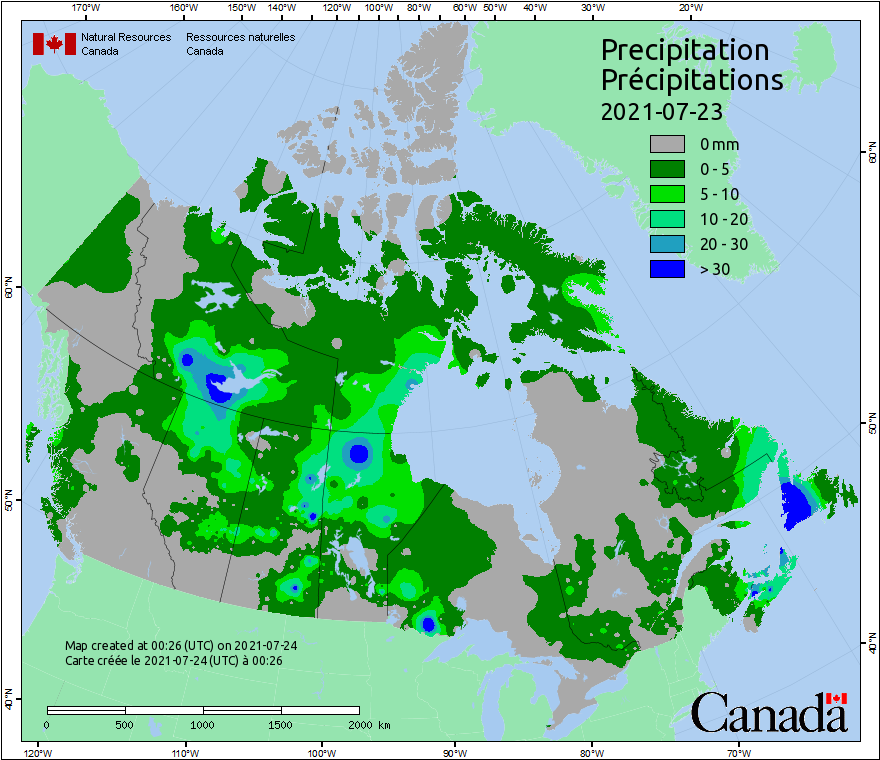 170°W 160°W 150°W 140°W 130°W 120°W 110°W 100°W 90°W 80°W 60°W 50°W 40°W 30°W 20°W
Natural Resources Ressources naturelles
Canada Canada
Precipitation
Précipitations
2021-07-23
0 mm
0 - 5
5 - 10
10 - 20
20 - 30
> 30
60°N
60°N
50°N
50°N
40°N
40°N
Map created at 00:26 (UTC) on 2021-07-24
Carte créée le 2021-07-24 (UTC) à 00:26
0 500 1000 1500 2000 km
Canada
120°W 110°W 100°W 90°W 80°W 70°W